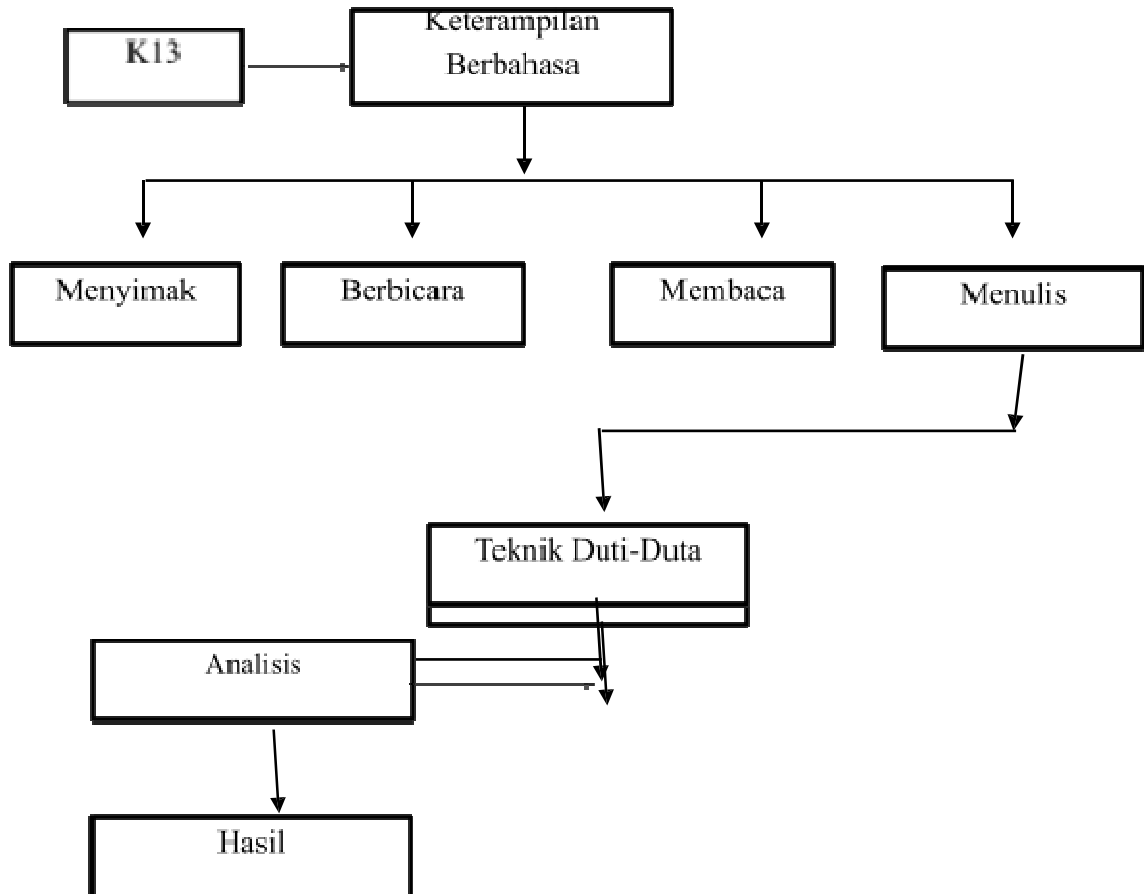 K13
Keterampilan
Berbahasa
Menyimak
Berbicara
Membaca
Menulis
Teknik Duti-Duta
Analisis
Hasil